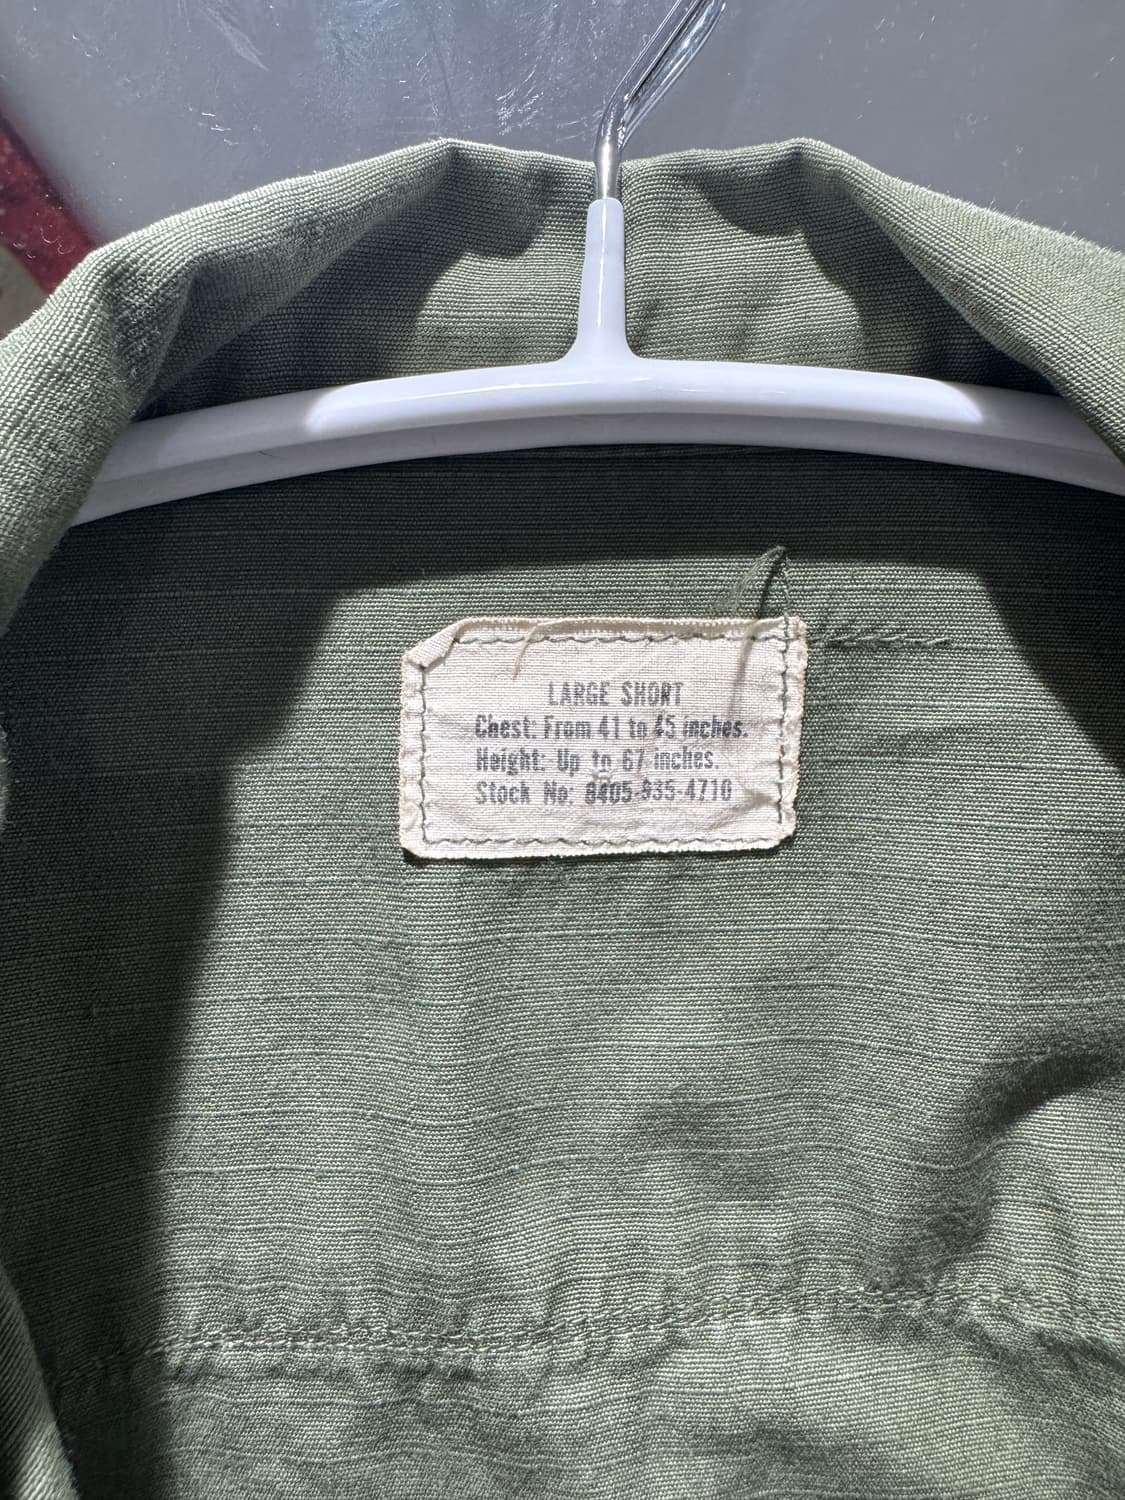 LARGE SHORT
Chest: From 41 to 45 inches.
Height: Up to 67 inches.
Stock No: 8405-935-4710